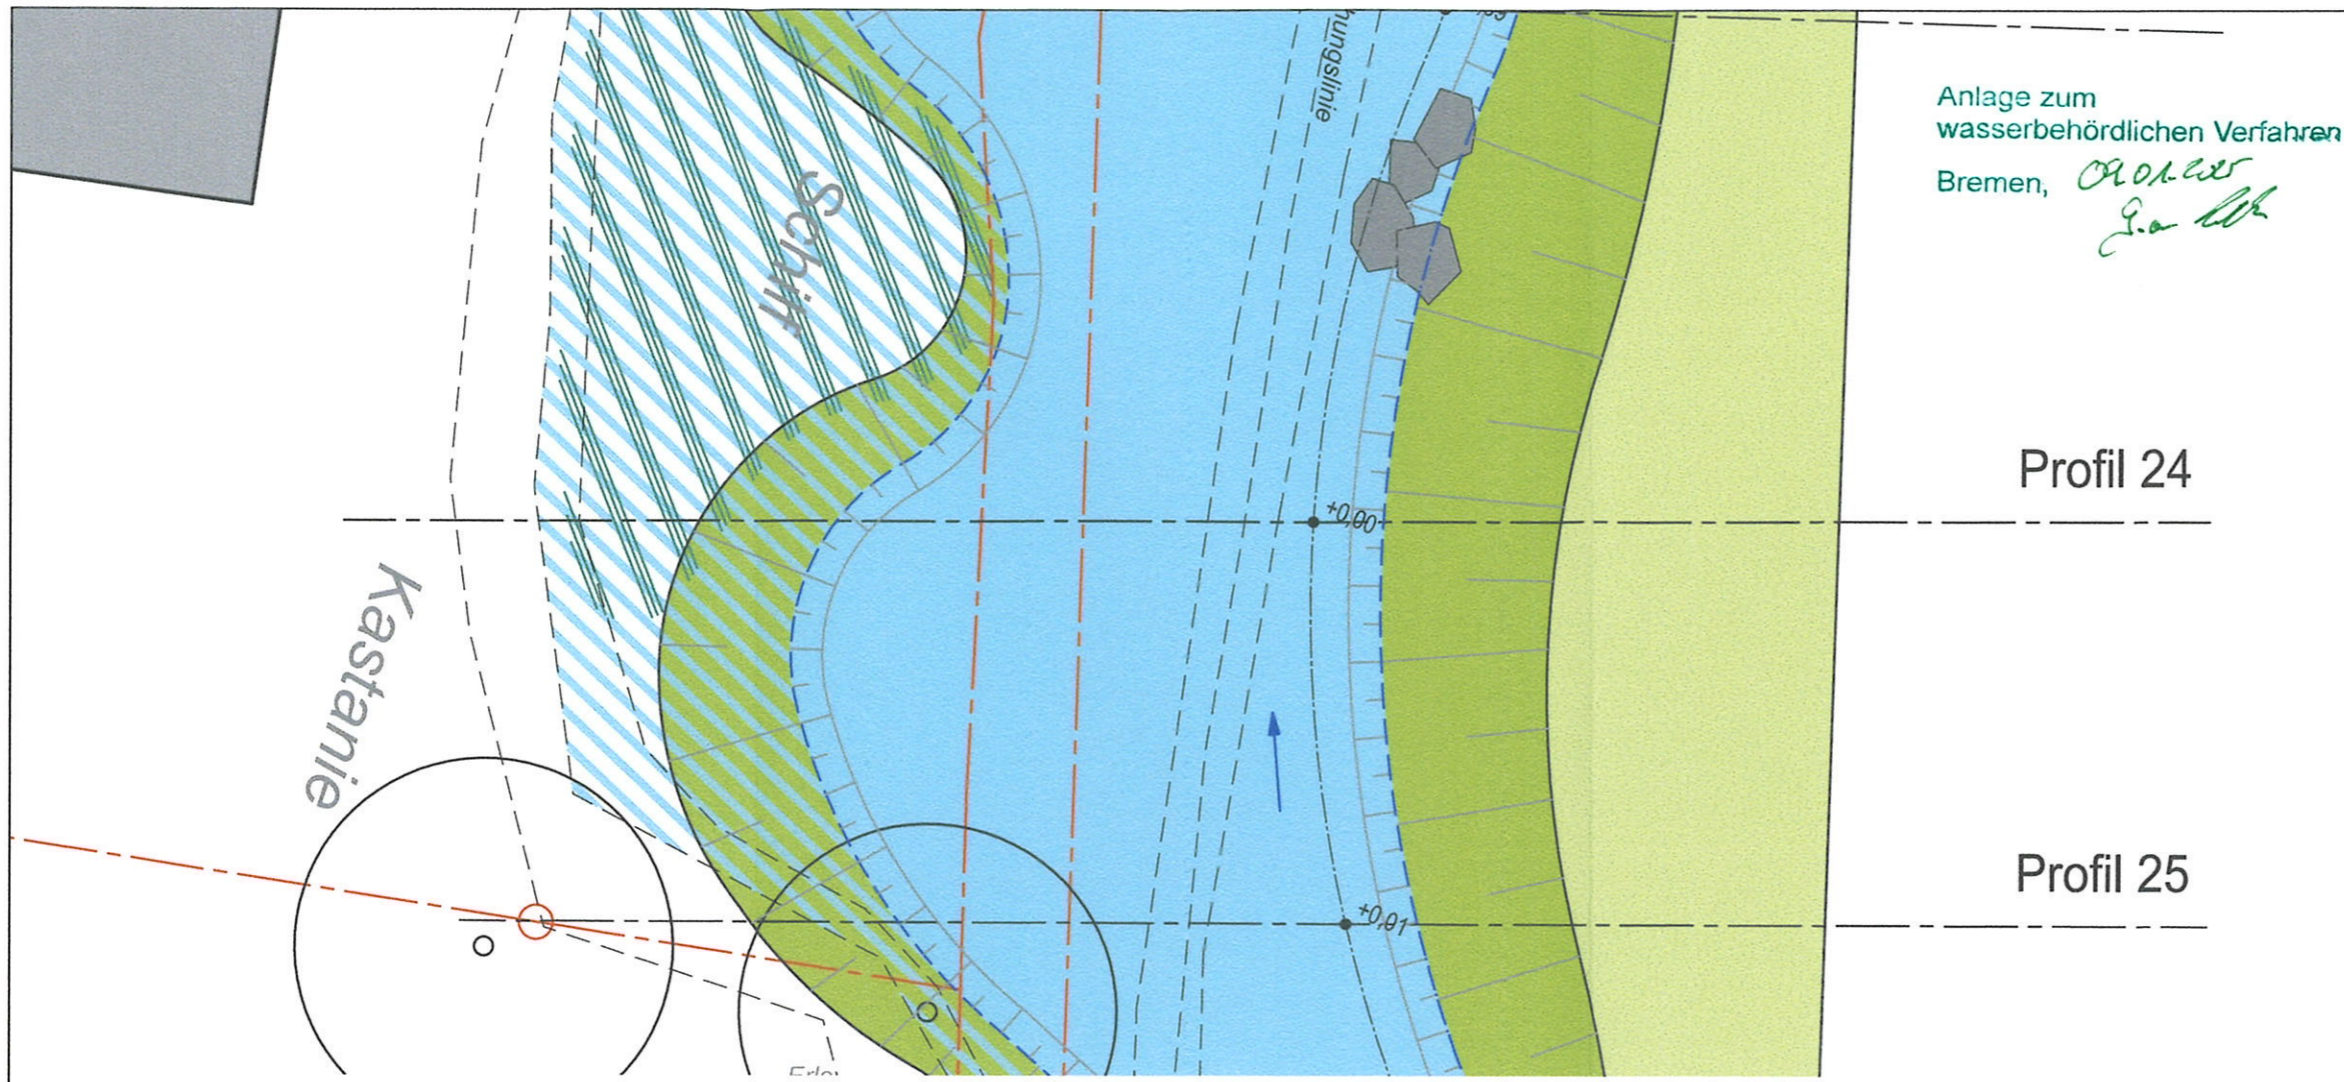 Anlage zum
wasserbehördlichen Verfahren
Bremen,
Schilf
Profil 24
+0,00
Kastanie
Profil 25
+0,01